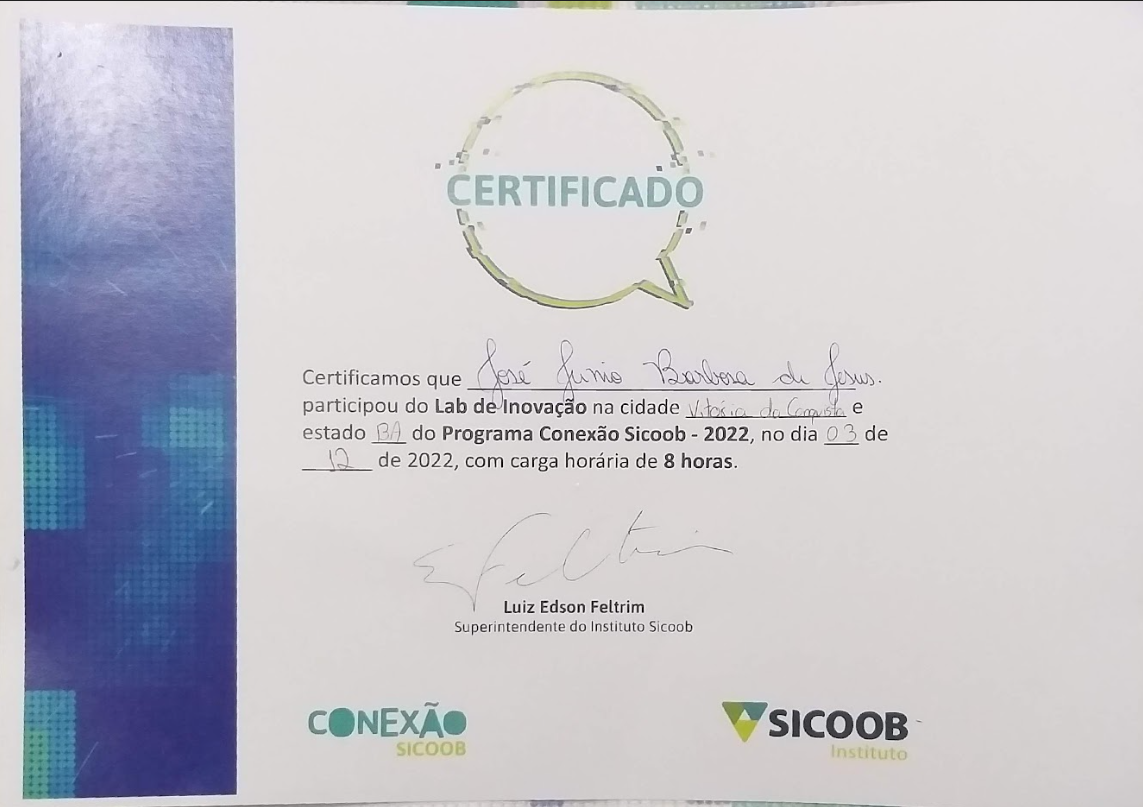 CERTIFICADO
Certificamos que José Junio Barbosa de Jesus.
participou do Lab de Inovação na cidade Vitória da Conquista e
estado BA do Programa Conexão Sicoob - 2022, no dia 03 de
12 de 2022, com carga horária de 8 horas.
E Feltrim
Luiz Edson Feltrim
Superintendente do Instituto Sicoob
CONEXÃO
SICOOB
SICOOB
Instituto